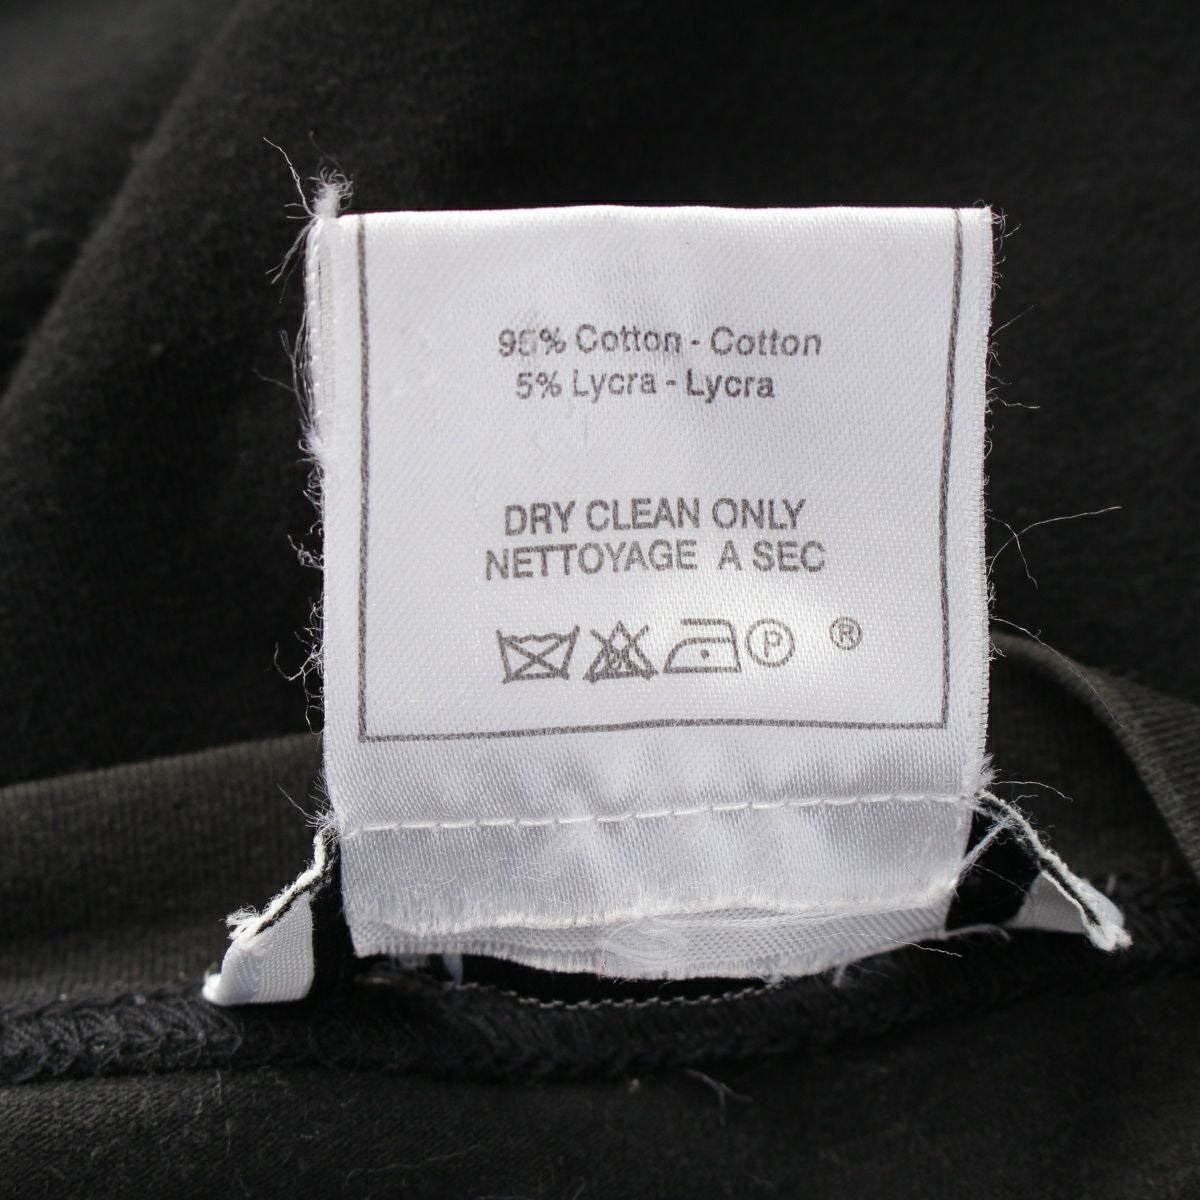 95% Cotton - Cotton
5% Lycra - Lycra
DRY CLEAN ONLY
NETTOYAGE A SEC
P ®